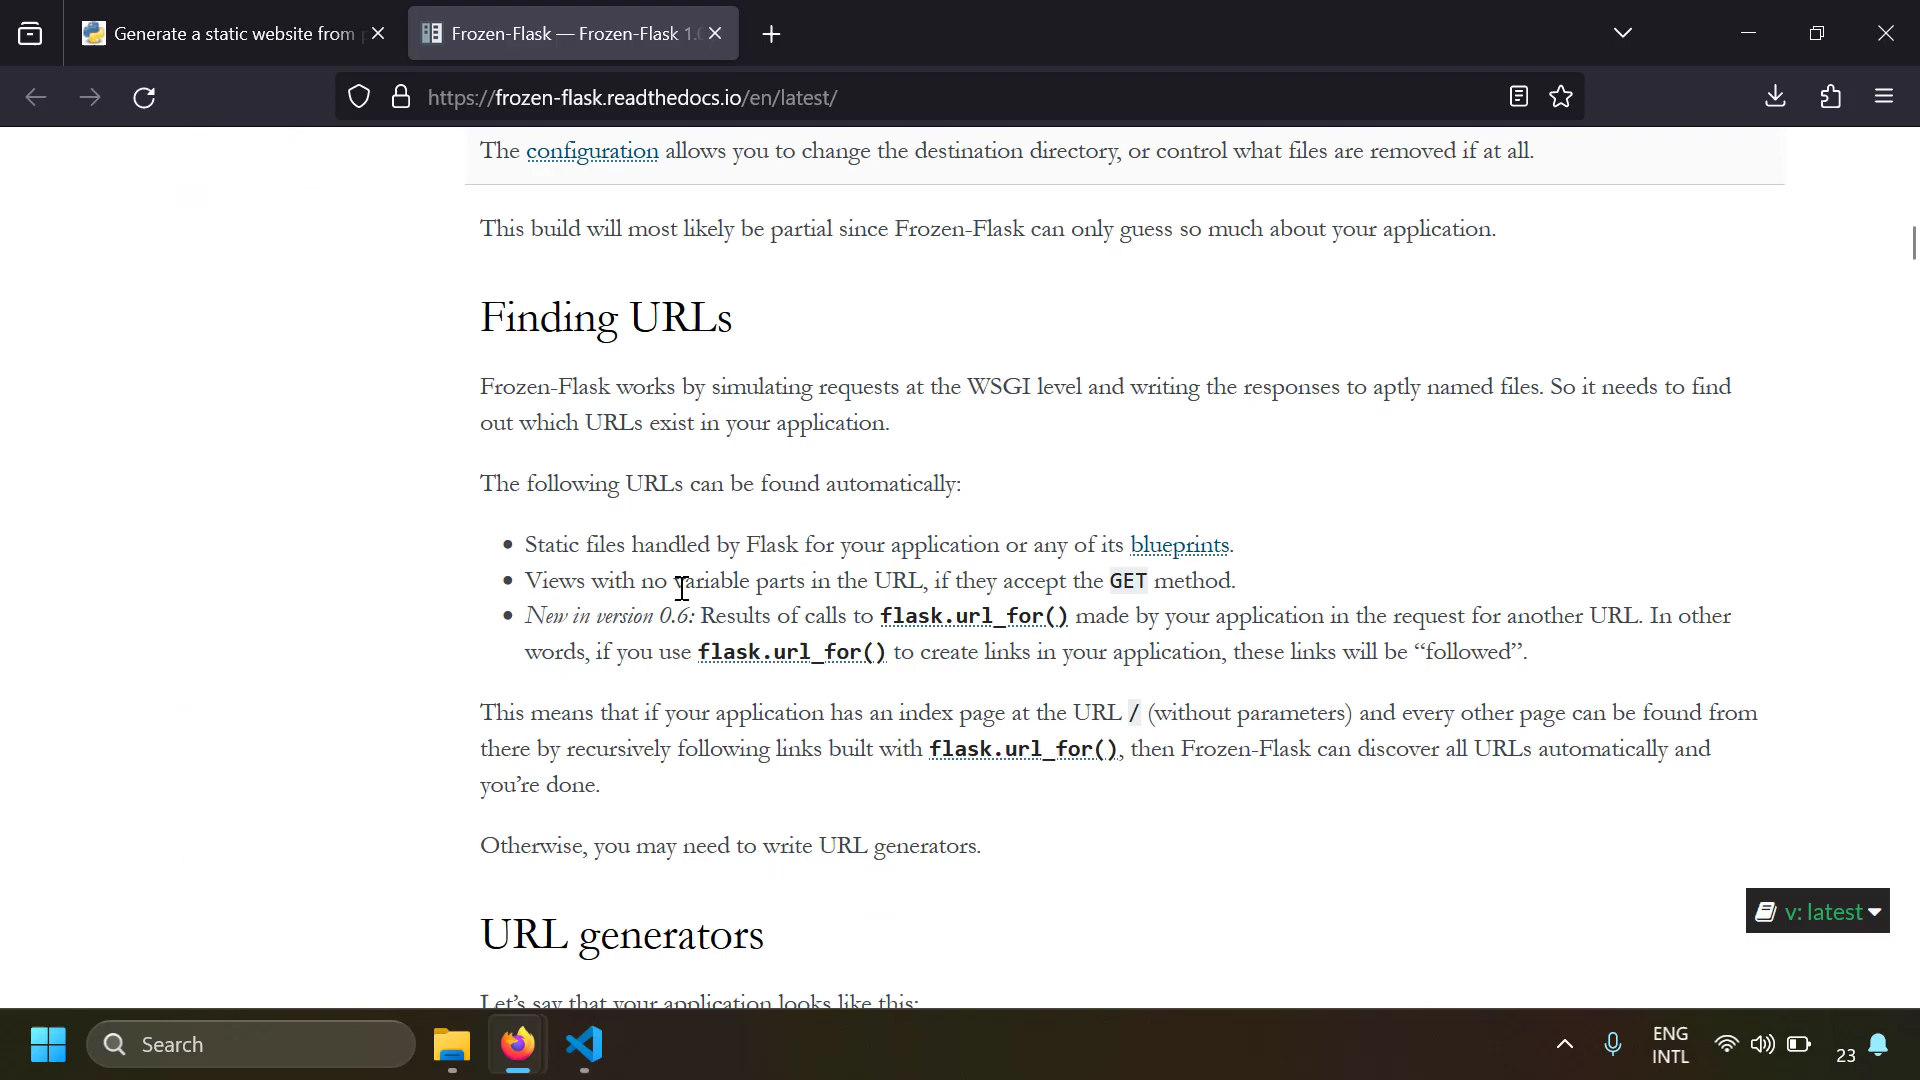 Generate a static website from
Frozen-Flask — Frozen-Flask 1.
https://frozen-flask.readthedocs.io/en/latest/
The configuration allows you to change the destination directory, or control what files are removed if at all.
This build will most likely be partial since Frozen-Flask can only guess so much about your application.
Finding URLs
Frozen-Flask works by simulating requests at the WSGI level and writing the responses to aptly named files. So it needs to find
out which URLs exist in your application.
The following URLs can be found automatically:
• Static files handled by Flask for your application or any of its blueprints.
• Views with no variable parts in the URL, if they accept the GET method.
• New in version 0.6: Results of calls to flask.url_for() made by your application in the request for another URL. In other
words, if you use flask.url_for() to create links in your application, these links will be “followed”.
This means that if your application has an index page at the URL / (without parameters) and every other page can be found from
there by recursively following links built with flask.url_for(), then Frozen-Flask can discover all URLs automatically and
you’re done.
Otherwise, you may need to write URL generators.
v: latest
URL generators
Let’s say that your application looks like this:
Search
ENG
INTL
23